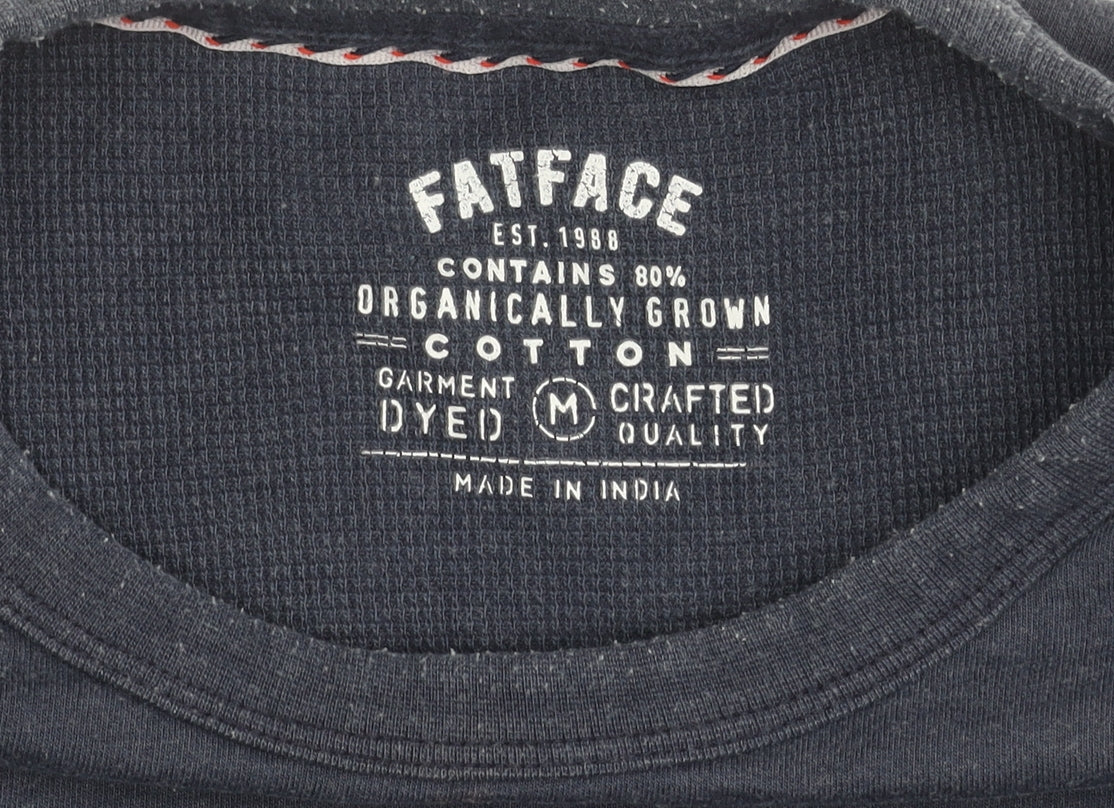 FATFACE
EST. 1988
CONTAINS 80%
ORGANICALLY GROWN
COTTON
GARMENT DYED M CRAFTED QUALITY
MADE IN INDIA